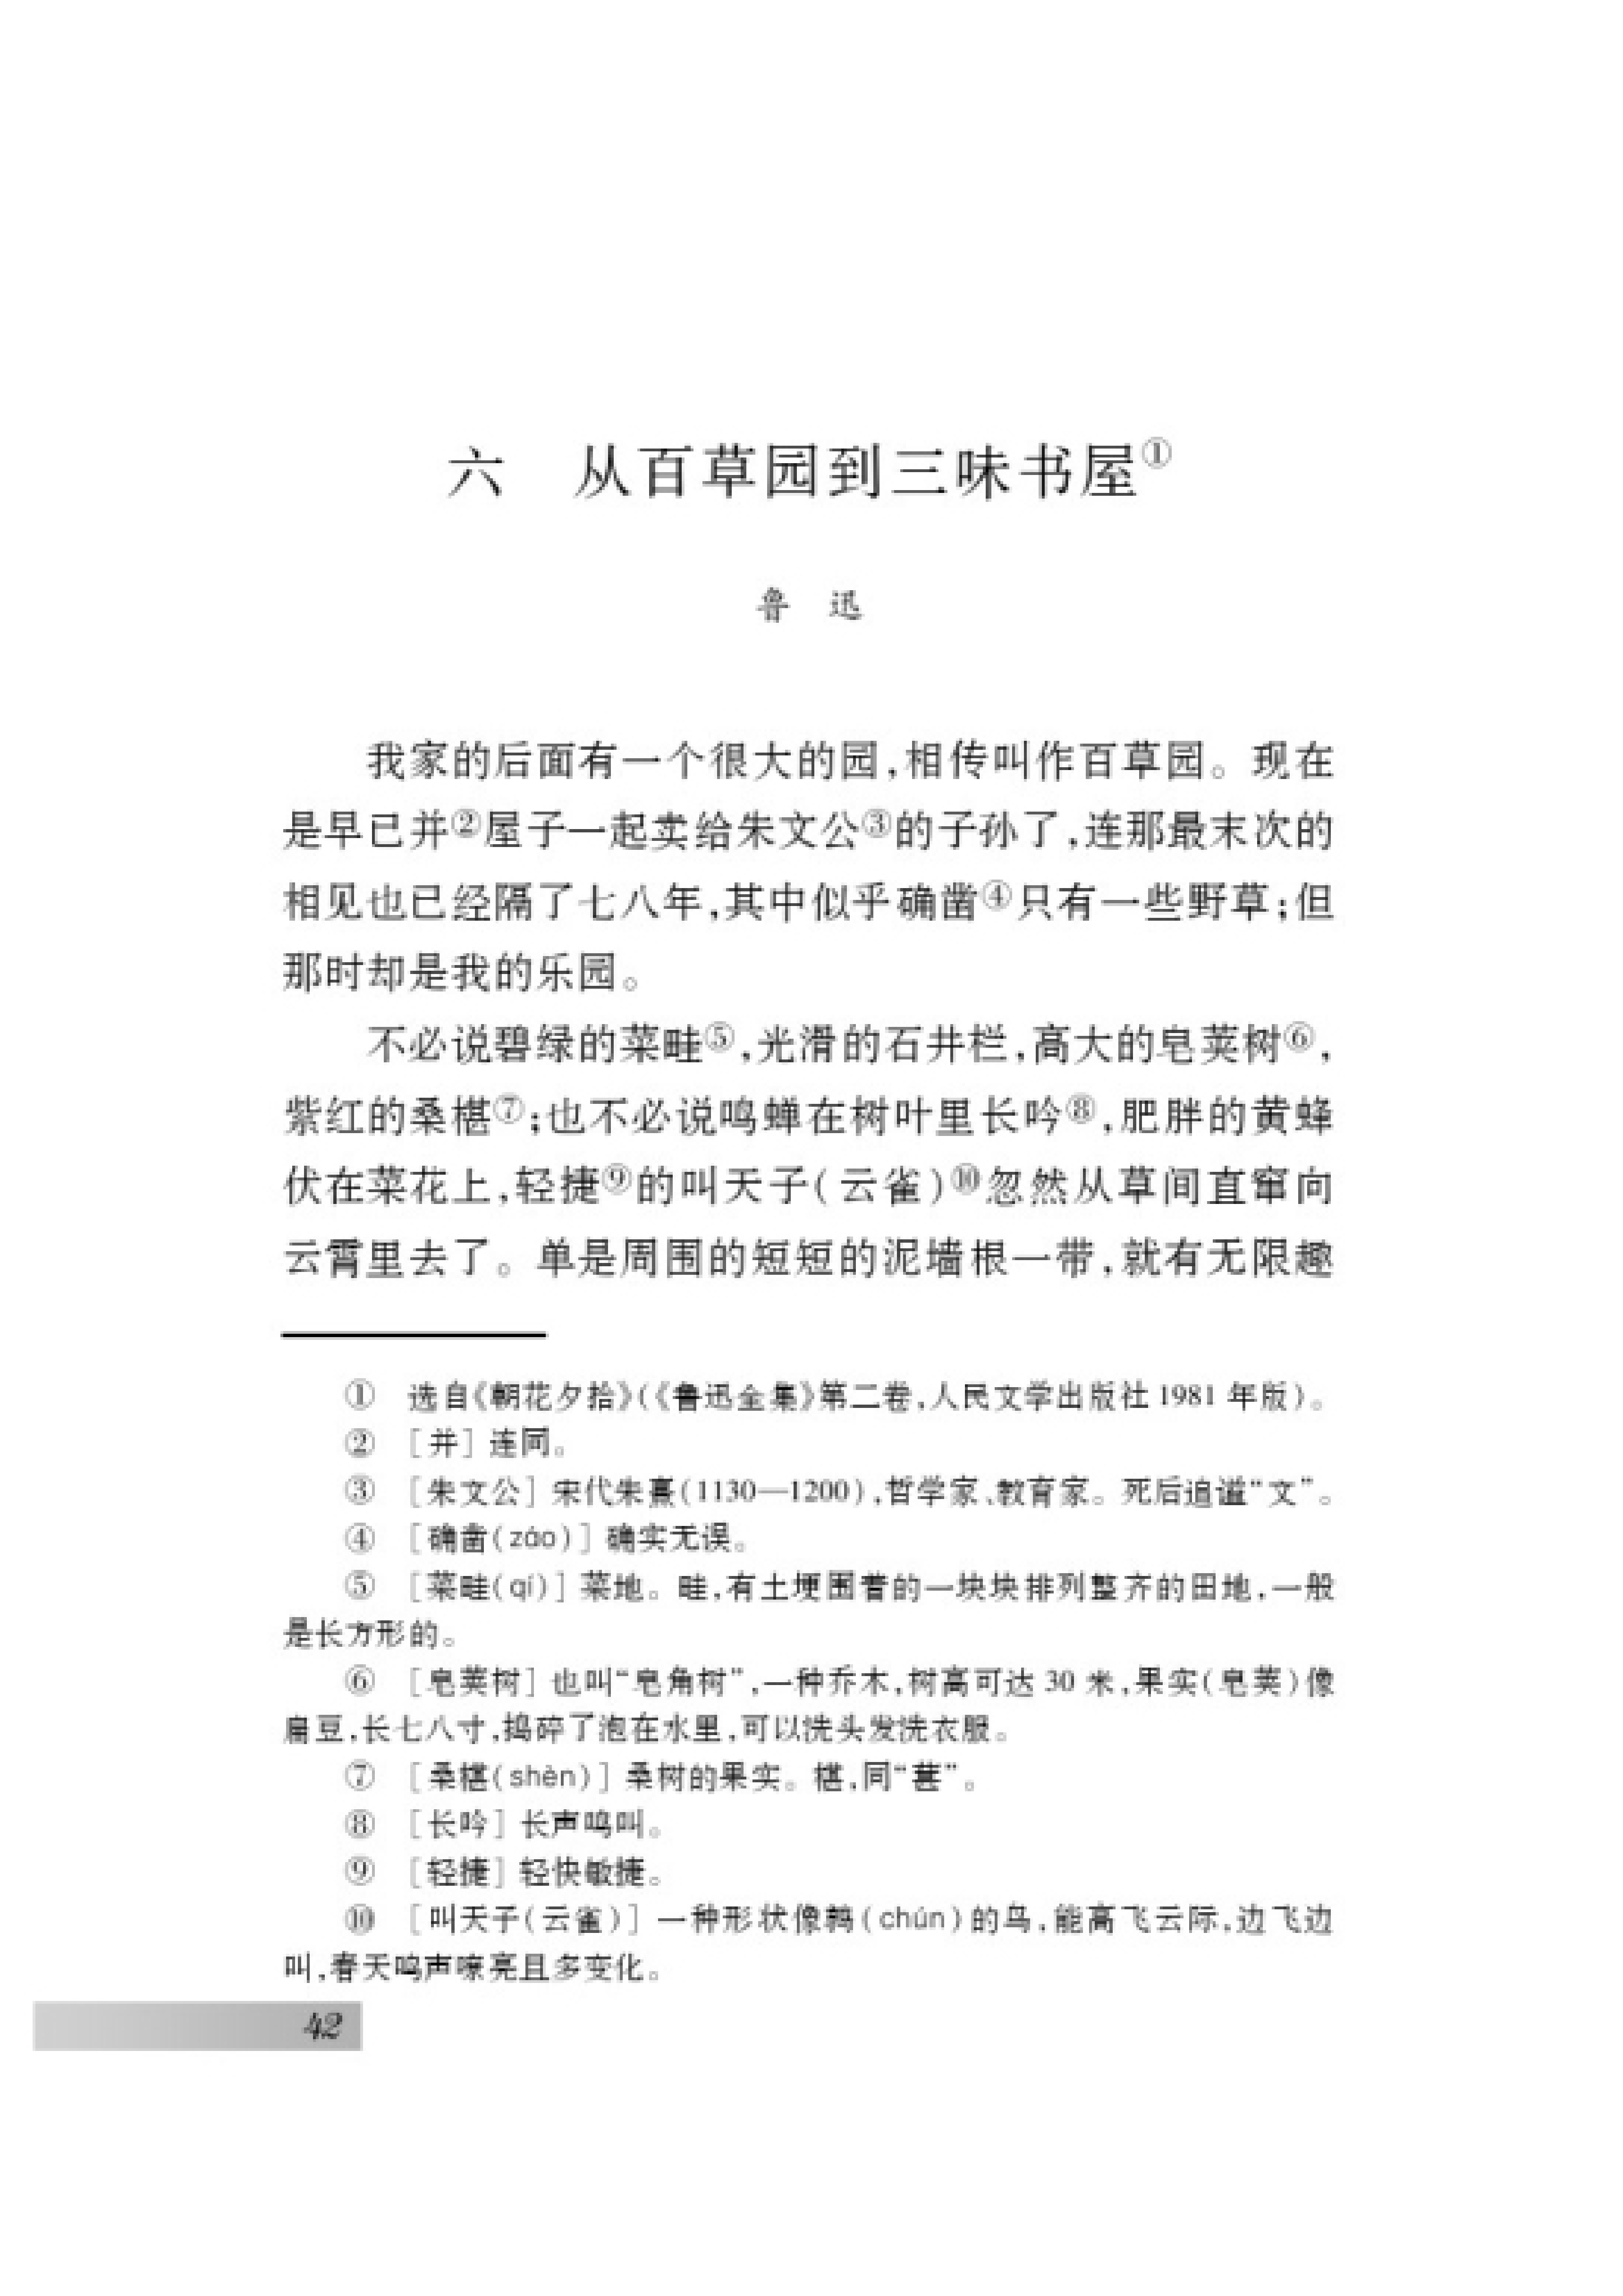 六　从百草园到三味书屋①
鲁　迅
我家的后面有一个很大的园,相传叫作百草园。现在
是早已并②屋子一起卖给朱文公③的子孙了,连那最末次的
相见也已经隔了七八年,其中似乎确凿④只有一些野草;但
那时却是我的乐园。
不必说碧绿的菜畦⑤,光滑的石井栏,高大的皂荚树⑥,
紫红的桑椹⑦;也不必说鸣蝉在树叶里长吟⑧,肥胖的黄蜂
伏在菜花上,轻捷⑨的叫天子(云雀)⑩忽然从草间直窜向
云霄里去了。单是周围的短短的泥墙根一带,就有无限趣
①　选自《朝花夕拾》(《鲁迅全集》第二卷,人民文学出版社 1981 年版)。
②　［并］连同。
③　［朱文公］宋代朱熹(1130—1200),哲学家、教育家。死后追谥“文”。
④　［确凿(záo)］确实无误。
⑤　［菜畦(qí)］菜地。畦,有土埂围着的一块块排列整齐的田地,一般
是长方形的。
⑥　［皂荚树］也叫“皂角树”,一种乔木,树高可达 30 米,果实(皂荚)像
扁豆,长七八寸,捣碎了泡在水里,可以洗头发洗衣服。
⑦　［桑椹(shèn)］桑树的果实。椹,同“葚”。
⑧　［长吟］长声鸣叫。
⑨　［轻捷］轻快敏捷。
⑩　［叫天子(云雀)］一种形状像鹑(chún)的鸟,能高飞云际,边飞边
叫,春天鸣声嘹亮且多变化。
42